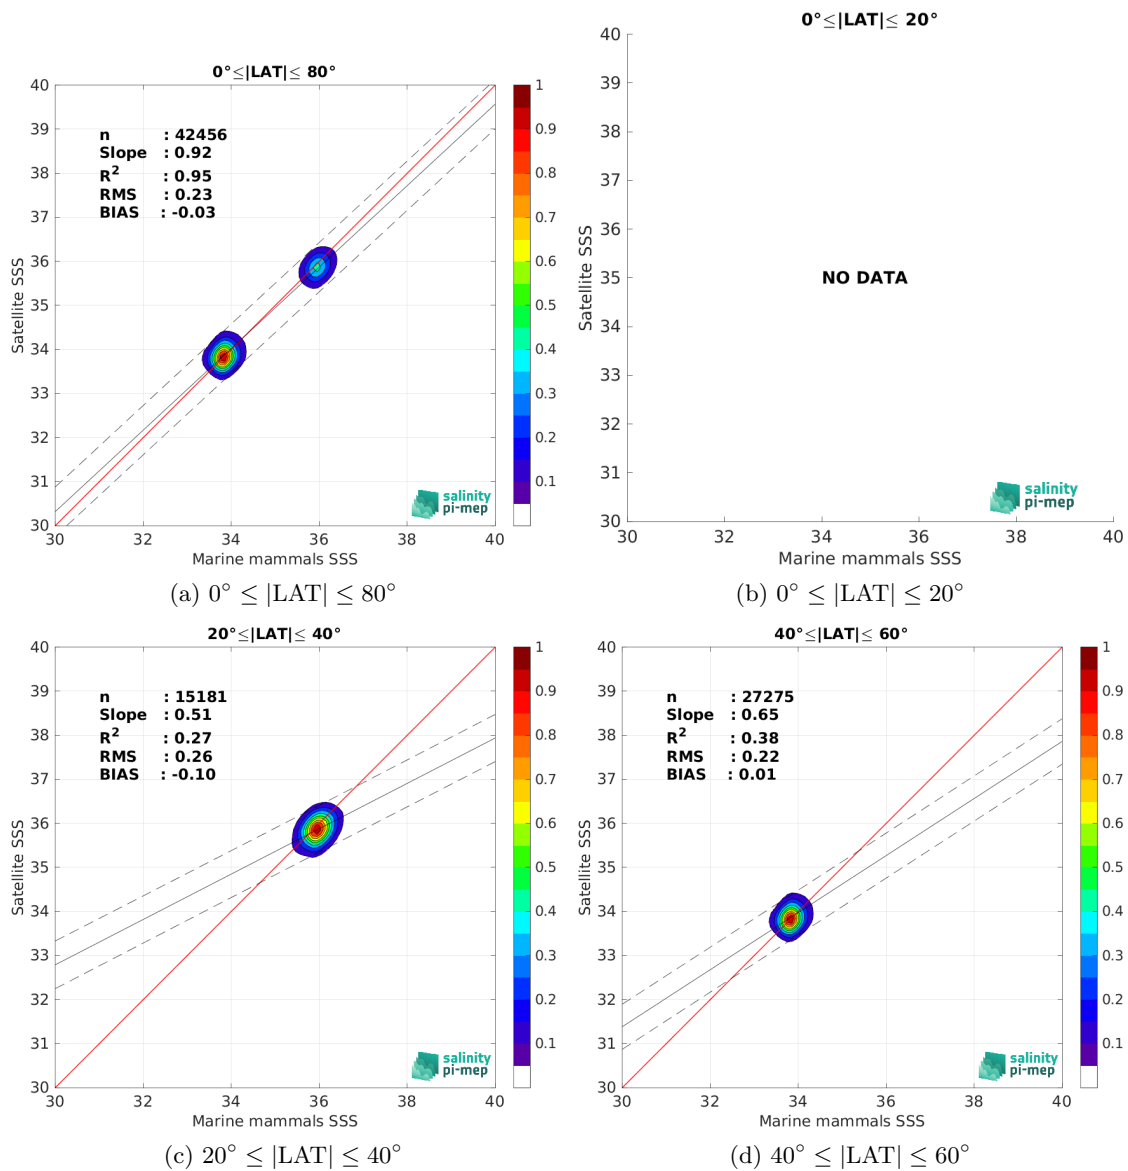 0°≤|LAT|≤ 80°
40
39
38
37
36
35
34
33
32
31
30
30
32
34
36
38
40
Satellite SSS
Marine mammals SSS
n : 42456
Slope : 0.92
R² : 0.95
RMS : 0.23
BIAS : -0.03
salinity
pi-mep
1
0.9
0.8
0.7
0.6
0.5
0.4
0.3
0.2
0.1
(a) 0° ≤ |LAT| ≤ 80°
0°≤|LAT|≤ 20°
40
39
38
37
36
35
34
33
32
31
30
30
32
34
36
38
40
Satellite SSS
Marine mammals SSS
NO DATA
salinity
pi-mep
(b) 0° ≤ |LAT| ≤ 20°
20°≤|LAT|≤ 40°
40
39
38
37
36
35
34
33
32
31
30
30
32
34
36
38
40
Satellite SSS
Marine mammals SSS
n : 15181
Slope : 0.51
R² : 0.27
RMS : 0.26
BIAS : -0.10
salinity
pi-mep
1
0.9
0.8
0.7
0.6
0.5
0.4
0.3
0.2
0.1
(c) 20° ≤ |LAT| ≤ 40°
40°≤|LAT|≤ 60°
40
39
38
37
36
35
34
33
32
31
30
30
32
34
36
38
40
Satellite SSS
Marine mammals SSS
n : 27275
Slope : 0.65
R² : 0.38
RMS : 0.22
BIAS : 0.01
salinity
pi-mep
1
0.9
0.8
0.7
0.6
0.5
0.4
0.3
0.2
0.1
(d) 40° ≤ |LAT| ≤ 60°